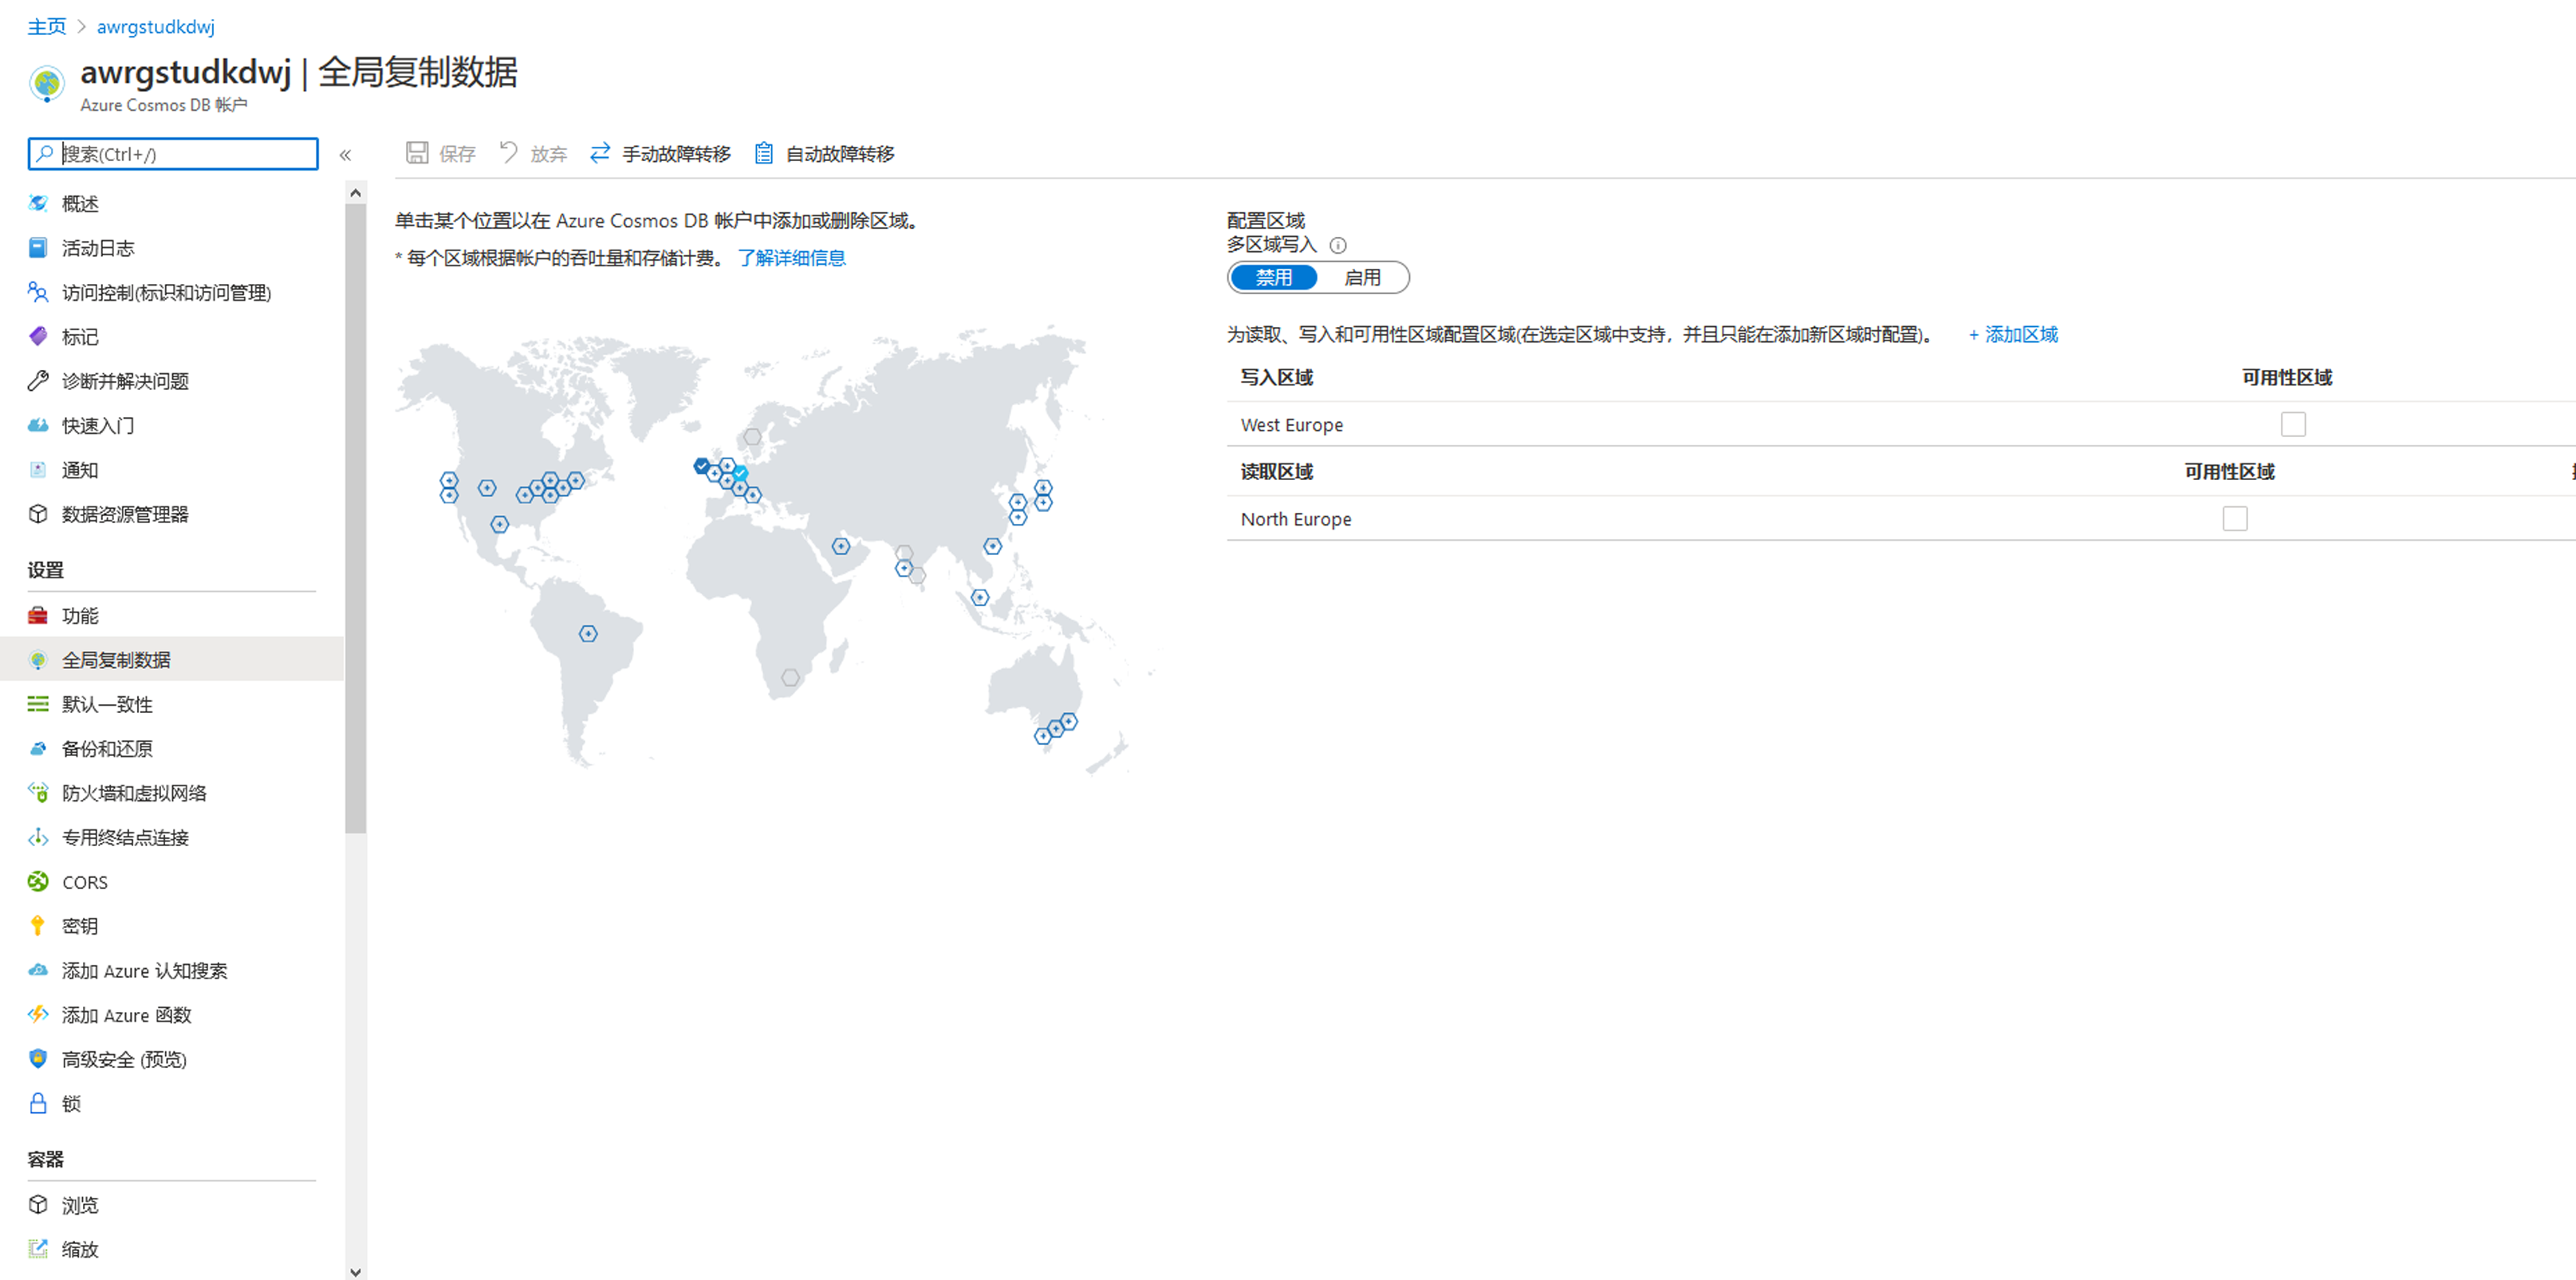 主页 > awrgstudkdwj
awrgstudkdwj | 全局复制数据
Azure Cosmos DB 帐户
搜索(Ctrl+/)
«
保存 放弃 手动故障转移 自动故障转移
概述
活动日志
访问控制(标识和访问管理)
标记
诊断并解决问题
快速入门
通知
数据资源管理器
设置
功能
全局复制数据
默认一致性
备份和还原
防火墙和虚拟网络
专用终结点连接
CORS
密钥
添加 Azure 认知搜索
添加 Azure 函数
高级安全 (预览)
锁
容器
浏览
缩放
单击某个位置以在 Azure Cosmos DB 帐户中添加或删除区域。
* 每个区域根据帐户的吞吐量和存储计费。 了解详细信息
配置区域
多区域写入
禁用 启用
为读取、写入和可用性区域配置区域(在选定区域中支持，并且只能在添加新区域时配置)。 + 添加区域
写入区域 可用性区域
West Europe
读取区域 可用性区域
North Europe